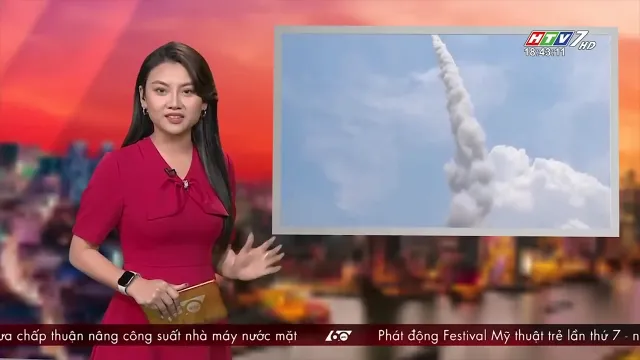 HTV7 HD
18:43:11
ưa chấp thuận nâng công suất nhà máy nước mặt 60 Phát động Festival Mỹ thuật trẻ lần thứ 7 - n